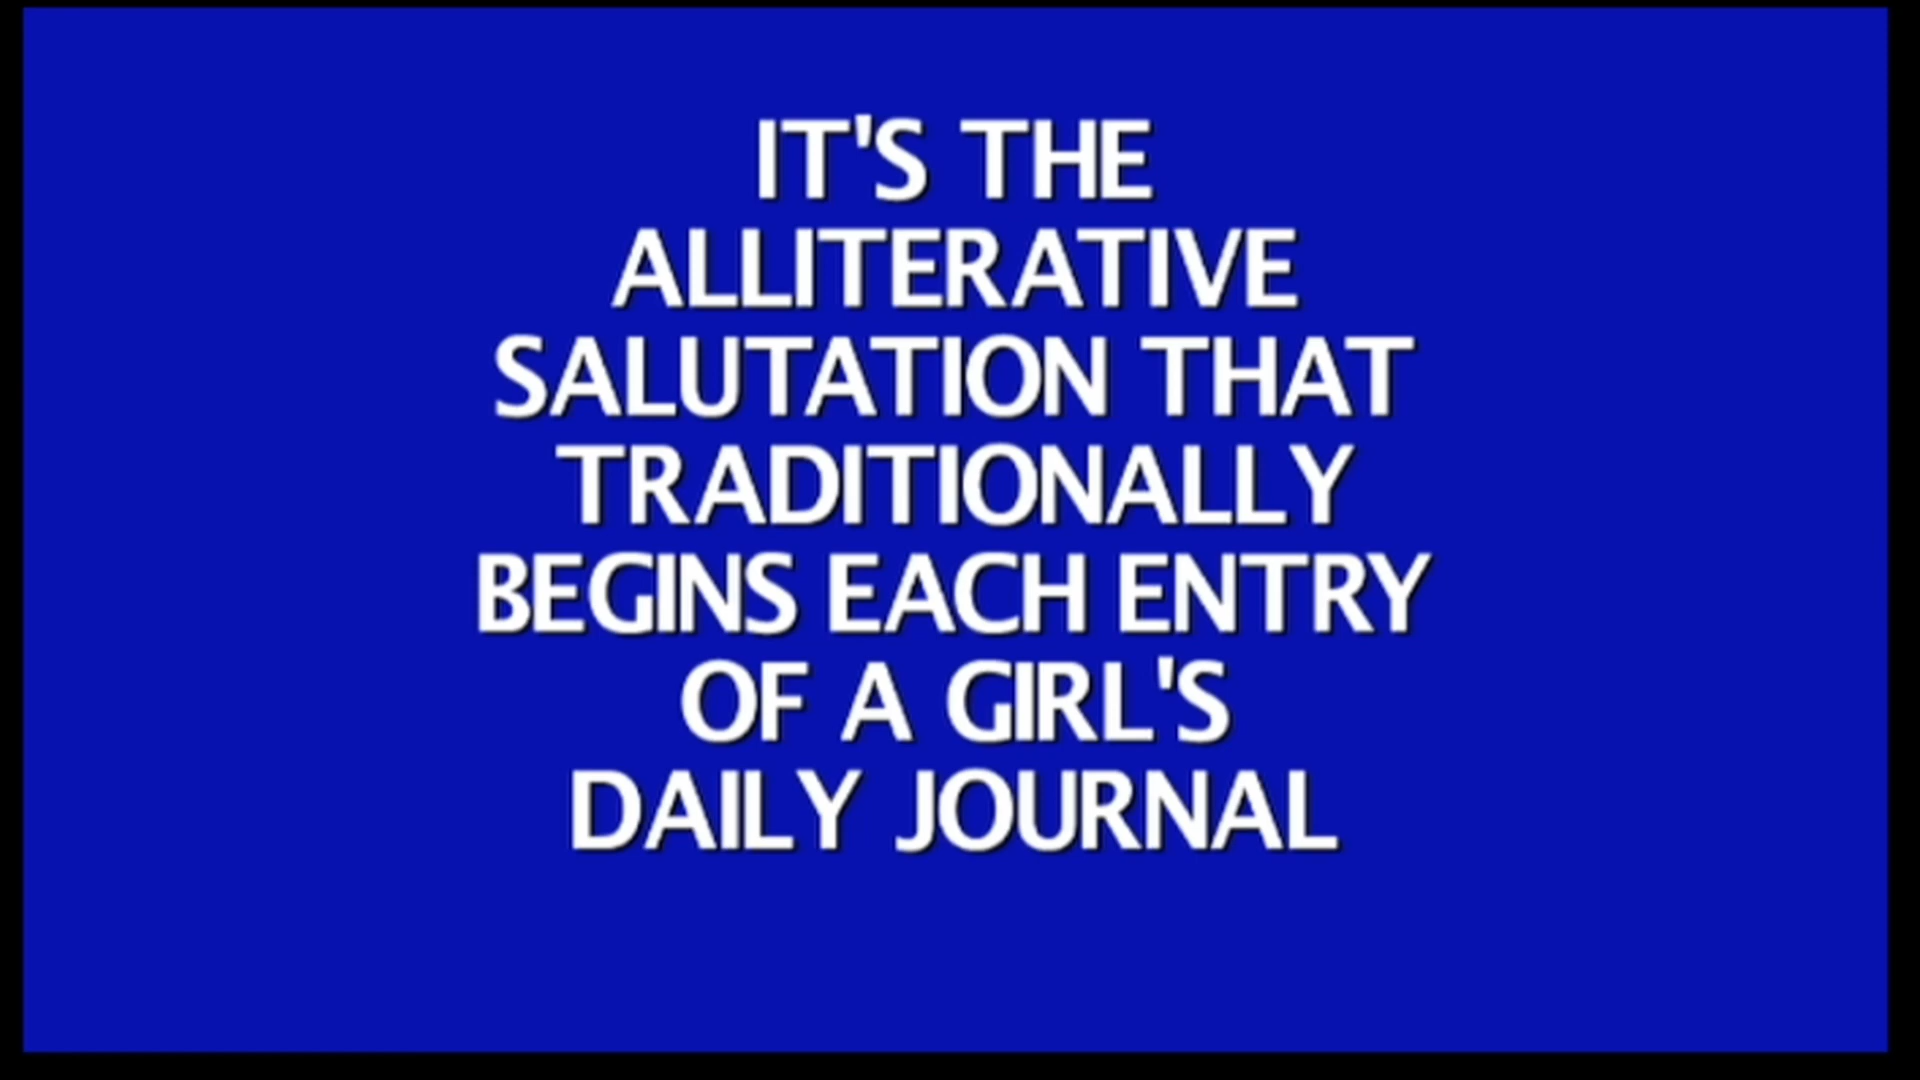 IT'S THE
ALLITERATIVE
SALUTATION THAT
TRADITIONALLY
BEGINS EACH ENTRY
OF A GIRL'S
DAILY JOURNAL